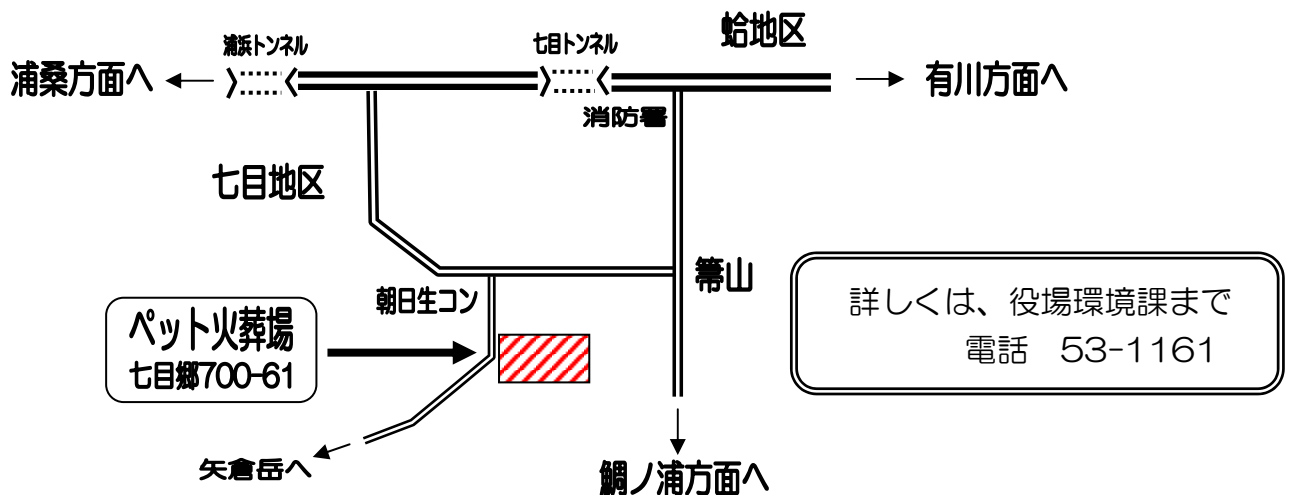 蛤地区
浦浜トンネル
七目トンネル
浦桑方面へ
有川方面へ
消防署
七目地区
箒山
朝日生コン
詳しくは、役場環境課まで
電話 53-1161
ペット火葬場
七目郷700-61
矢倉岳へ
鯛ノ浦方面へ